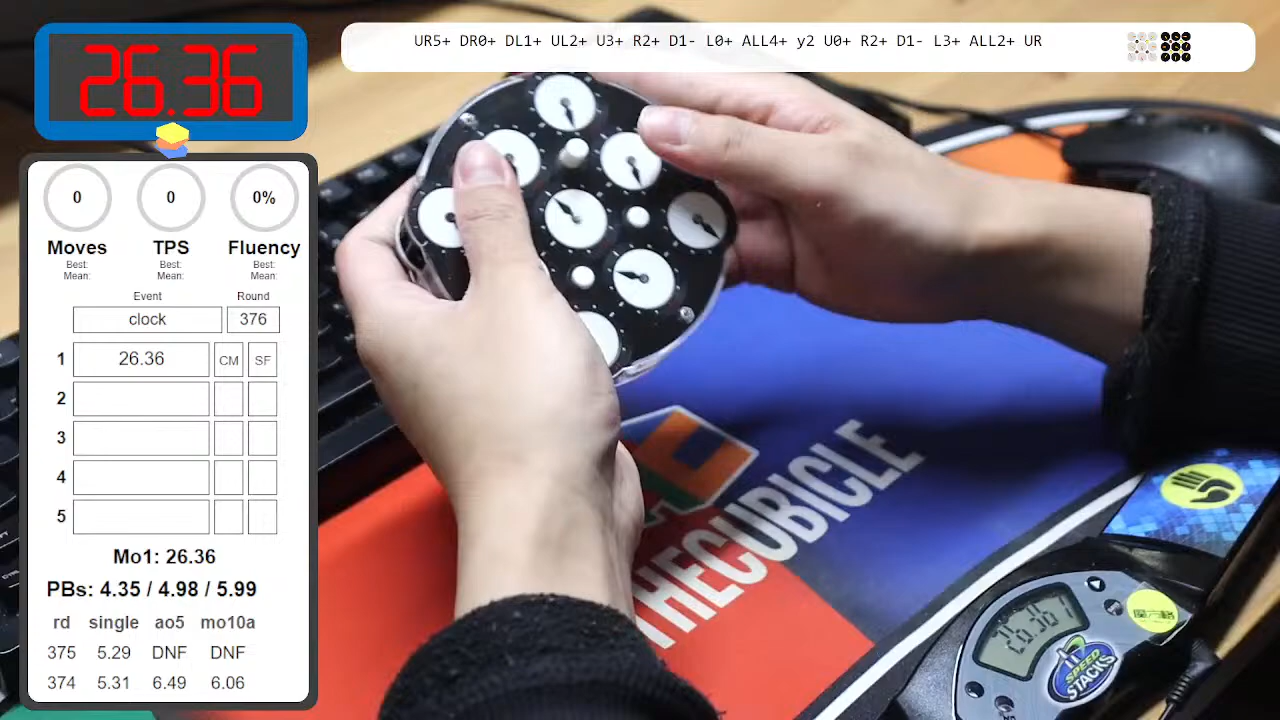 26.36
UR5+ DR0+ DL1+ UL2+ U3+ R2+ D1- L0+ ALL4+ y2 U0+ R2+ D1- L3+ ALL2+ UR
0 0 0%
Moves TPS Fluency
Best: Best: Best:
Mean: Mean: Mean:
Event Round
clock 376
1 26.36 CM SF
2
3
4
5
Mo1: 26.36
PBs: 4.35 / 4.98 / 5.99
rd single ao5 mo10a
375 5.29 DNF DNF
374 5.31 6.49 6.06
THECUBICLE
26.361
SPEED
STACKS